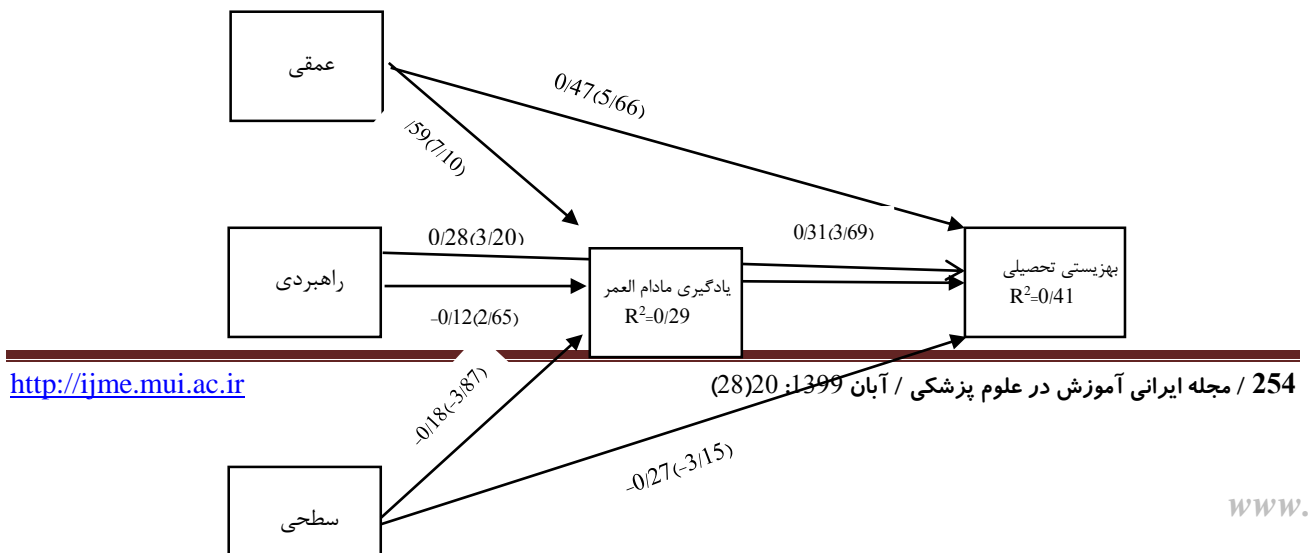 عمقی
0/47(5/66)
/59(7/10)
راهبردی
0/28(3/20)
-0/12(2/65)
یادگیری مادام العمر
R²=0/29
0/31(3/69)
بهزیستی تحصیلی
R²=0/41
http://ijme.mui.ac.ir
254 / مجله ایرانی آموزش در علوم پزشکی / آبان 1399: 20(28)
-0/18(-3/87)
-0/27(-3/15)
سطحی
www.